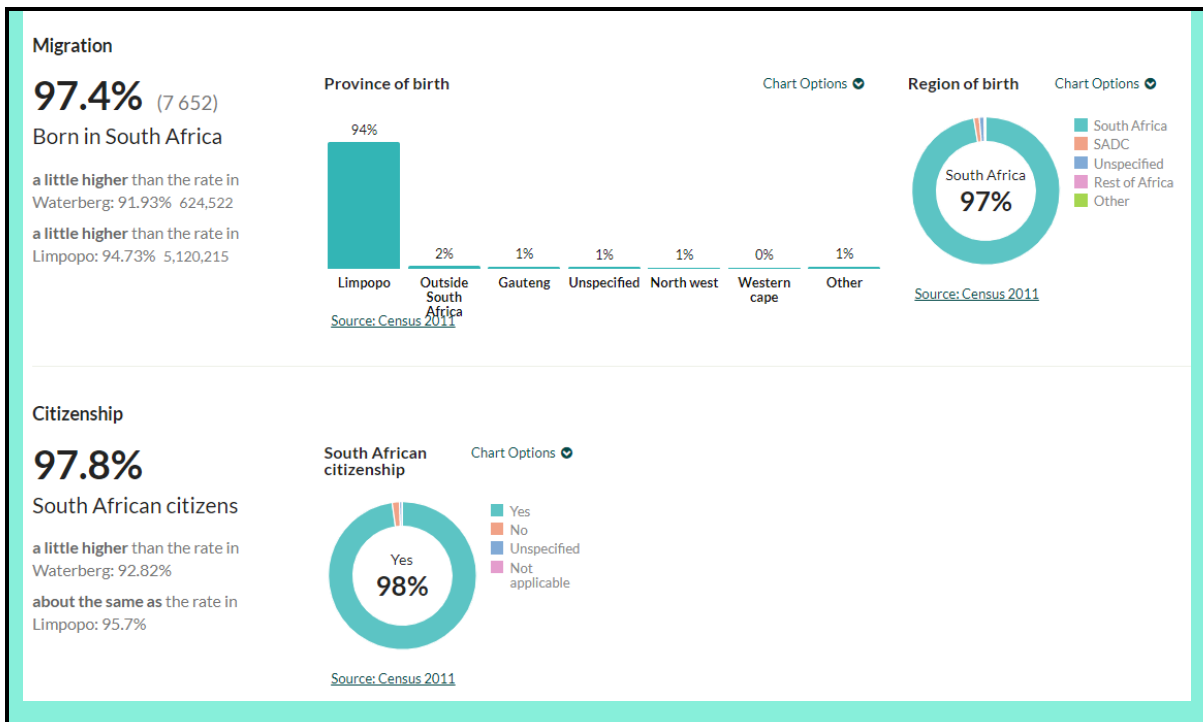 Migration
97.4% (7 652)
Born in South Africa
a little higher than the rate in
Waterberg: 91.93% 624,522
a little higher than the rate in
Limpopo: 94.73% 5,120,215
Province of birth
Chart Options
94%
2%
1%
1%
1%
0%
1%
Limpopo
Outside
South
Africa
Gauteng
Unspecified
North west
Western
cape
Other
Source: Census 2011
Region of birth
Chart Options
South Africa
97%
South Africa
SADC
Unspecified
Rest of Africa
Other
Source: Census 2011
Citizenship
97.8%
South African citizens
a little higher than the rate in
Waterberg: 92.82%
about the same as the rate in
Limpopo: 95.7%
South African
citizenship
Chart Options
Yes
98%
Yes
No
Unspecified
Not
applicable
Source: Census 2011